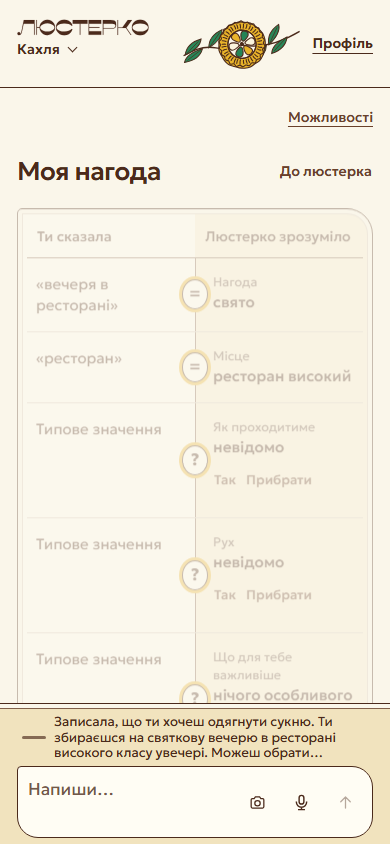 ЛЮСТЕРКО
Кахля
Профіль
Можливості
Моя нагода
До люстерка
Ти сказала
Люстерко зрозуміло
«вечеря в
ресторані»
=
Нагода
свято
«ресторан»
=
Місце
ресторан високий
Типове значення
?
Як проходитиме
невідомо
Так Прибрати
Типове значення
?
Рух
невідомо
Так Прибрати
Типове значення
?
Що для тебе
важливіше
нічого особливого
Записала, що ти хочеш одягнути сукню. Ти
збираєшся на святкову вечерю в ресторані
високого класу увечері. Можеш обрати...
Напиши...